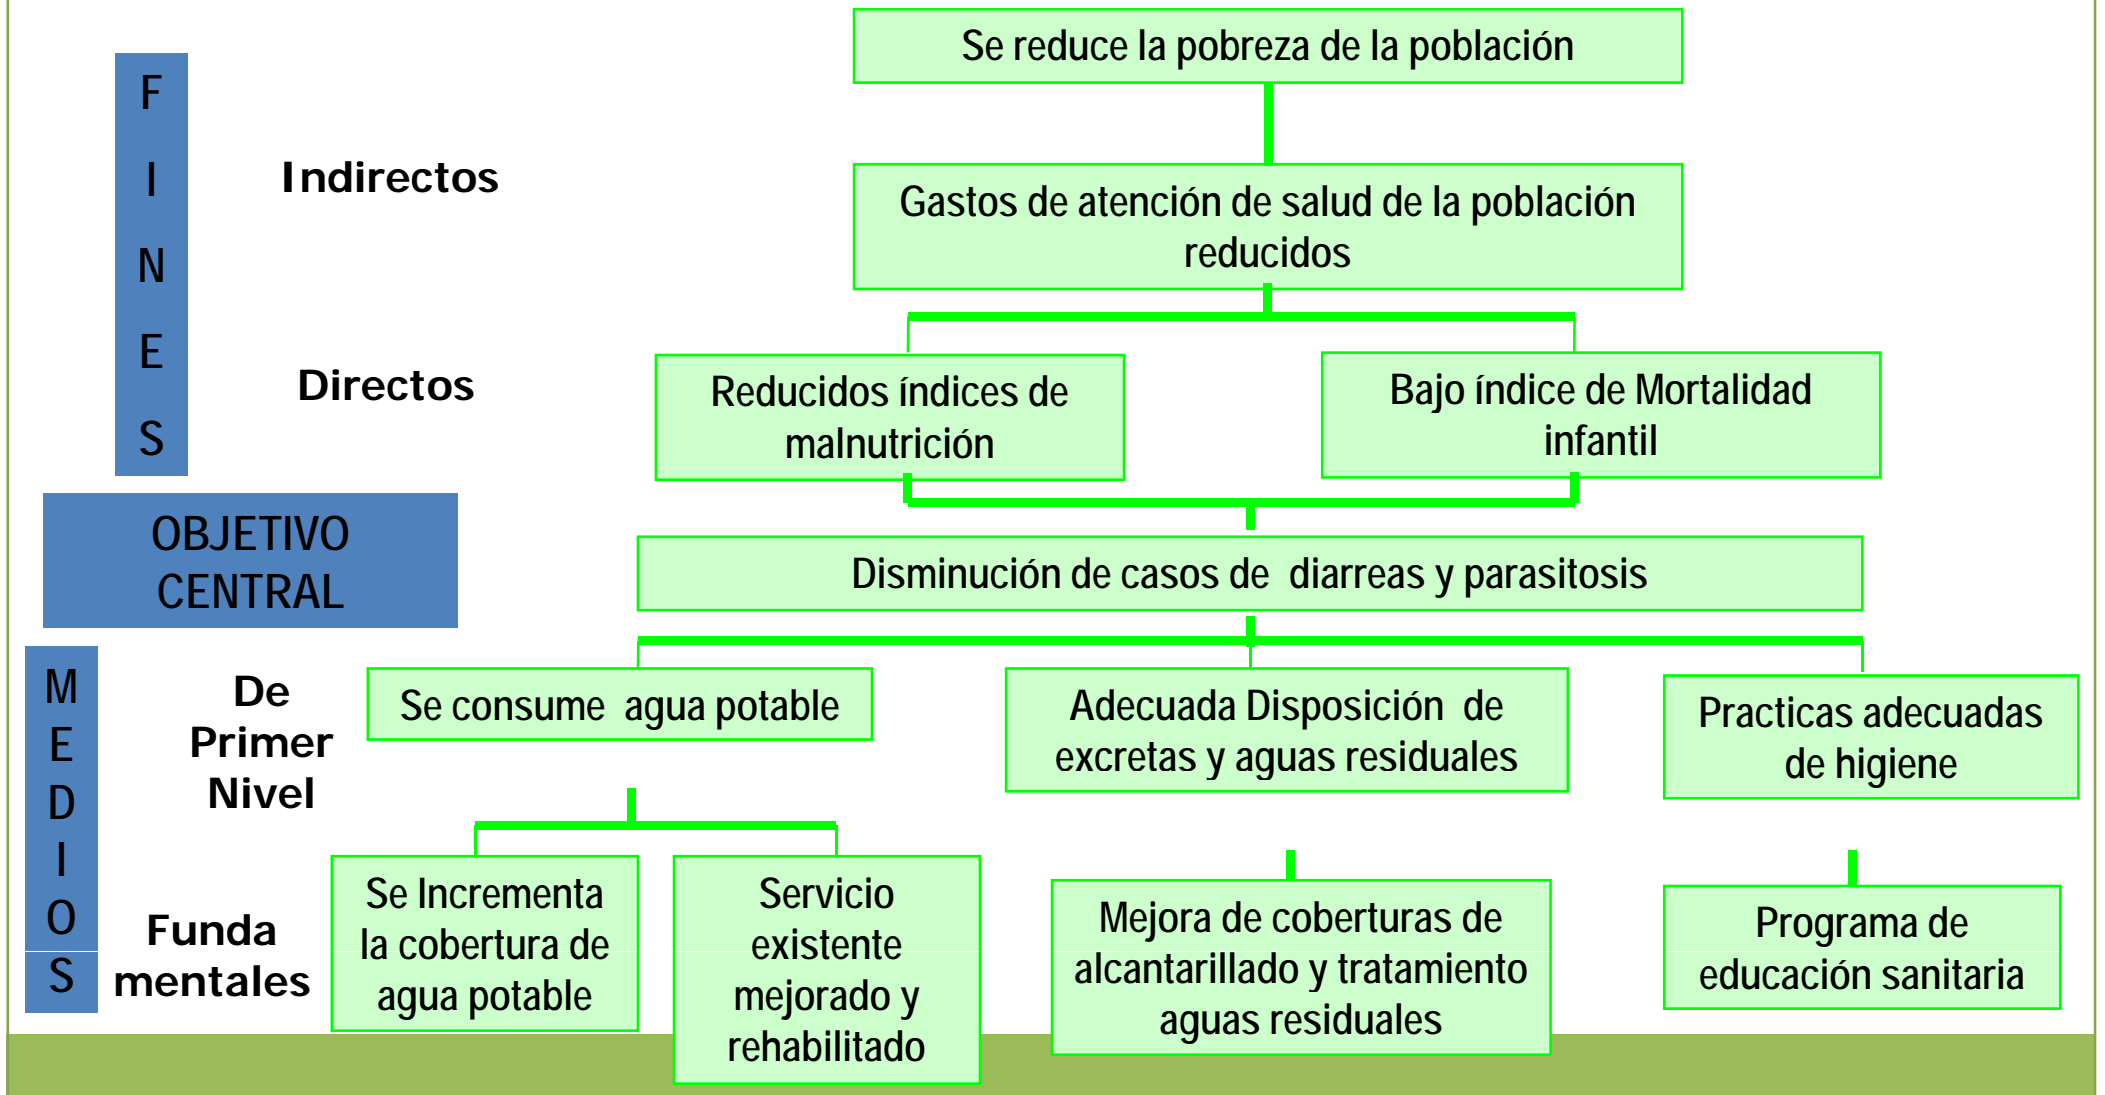 Se reduce la pobreza de la población
F
I
N
E
S
Indirectos
Gastos de atención de salud de la población
reducidos
Directos
Reducidos índices de
malnutrición
Bajo índice de Mortalidad
infantil
OBJETIVO
CENTRAL
Disminución de casos de diarreas y parasitosis
M
E
D
I
O
S
De
Primer
Nivel
Se consume agua potable
Adecuada Disposición de
excretas y aguas residuales
Practicas adecuadas
de higiene
Funda
mentales
Se Incrementa
la cobertura de
agua potable
Servicio
existente
mejorado y
rehabilitado
Mejora de coberturas de
alcantarillado y tratamiento
aguas residuales
Programa de
educación sanitaria